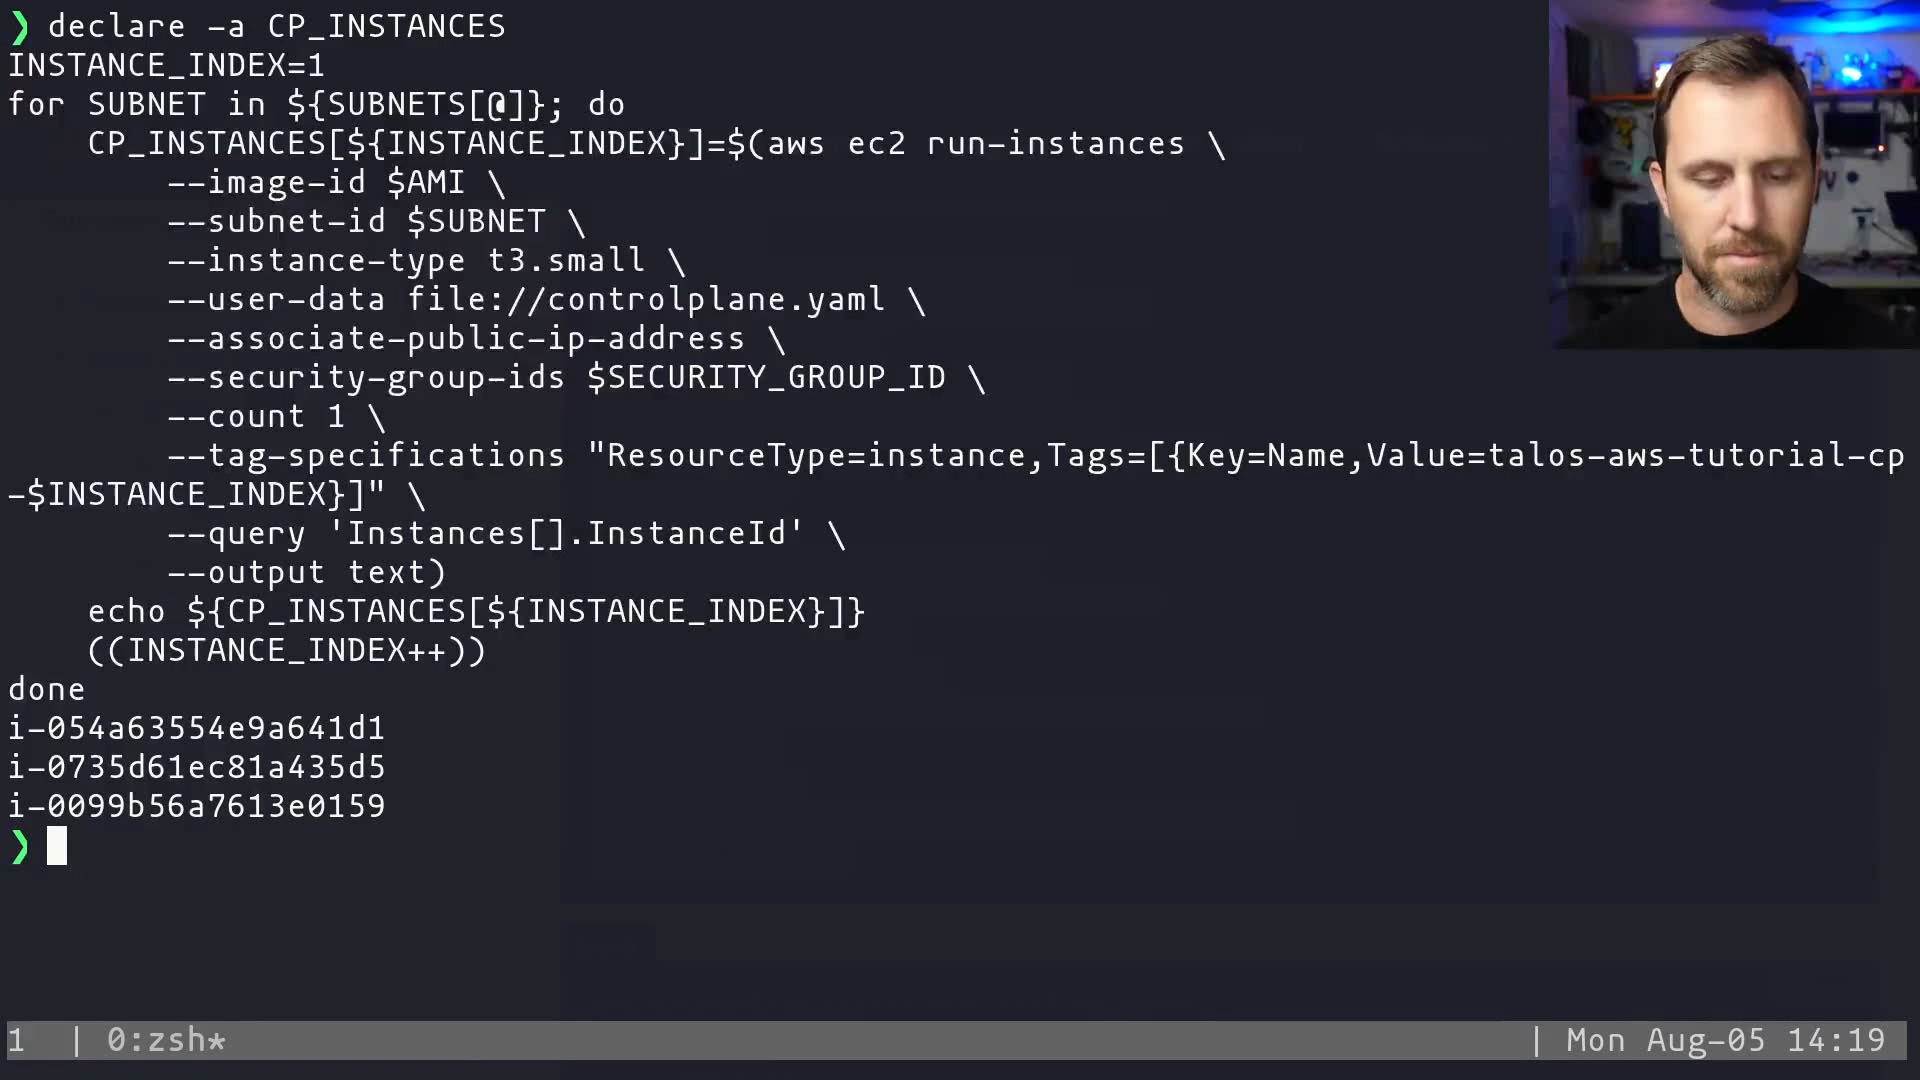 ❯ declare -a CP_INSTANCES
INSTANCE_INDEX=1
for SUBNET in ${SUBNETS[@]}; do
    CP_INSTANCES[${INSTANCE_INDEX}]=$(aws ec2 run-instances \
        --image-id $AMI \
        --subnet-id $SUBNET \
        --instance-type t3.small \
        --user-data file://controlplane.yaml \
        --associate-public-ip-address \
        --security-group-ids $SECURITY_GROUP_ID \
        --count 1 \
        --tag-specifications "ResourceType=instance,Tags=[{Key=Name,Value=talos-aws-tutorial-cp
-$INSTANCE_INDEX}]" \
        --query 'Instances[].InstanceId' \
        --output text)
    echo ${CP_INSTANCES[${INSTANCE_INDEX}]}
    ((INSTANCE_INDEX++))
done
i-054a63554e9a641d1
i-0735d61ec81a435d5
i-0099b56a7613e0159
❯
1 | 0:zsh* | Mon Aug-05 14:19